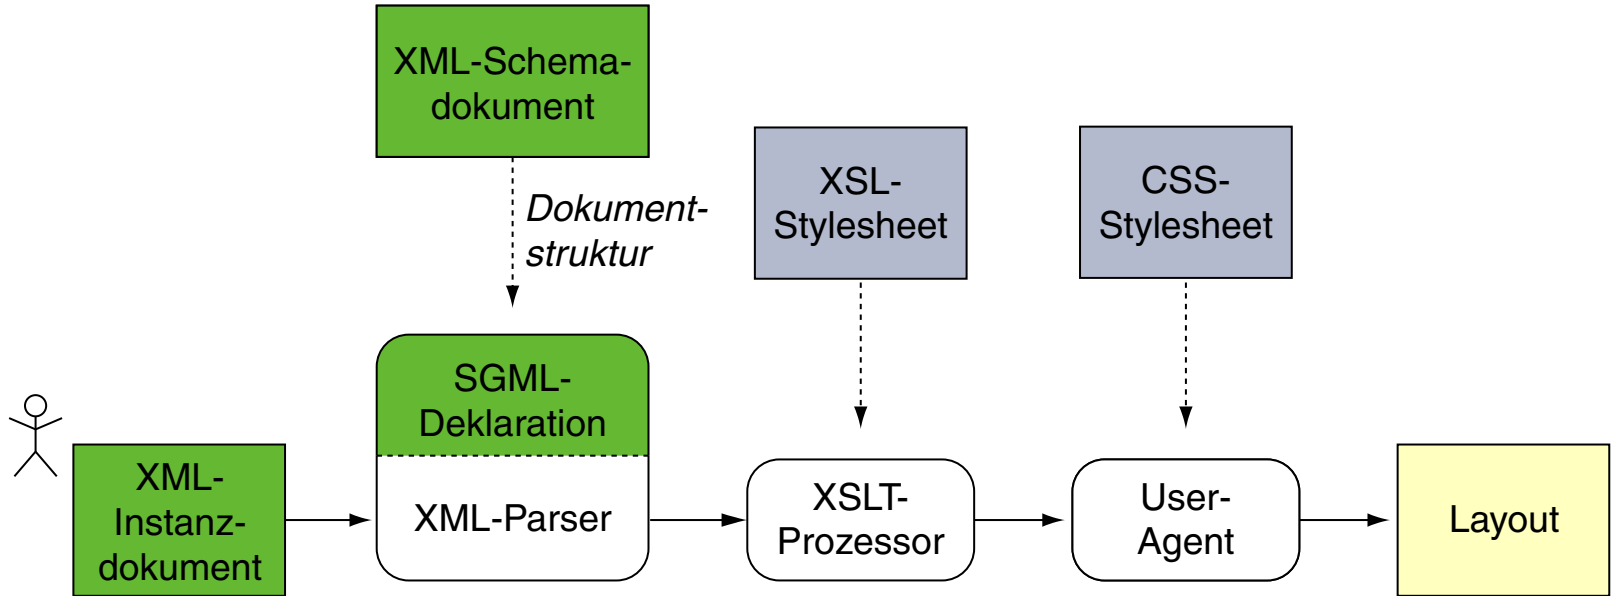 XML-Schema-
dokument
Dokument-
struktur
XSL-
Stylesheet
CSS-
Stylesheet
XML-
Instanz-
dokument
SGML-
Deklaration
XML-Parser
XSLT-
Prozessor
User-
Agent
Layout